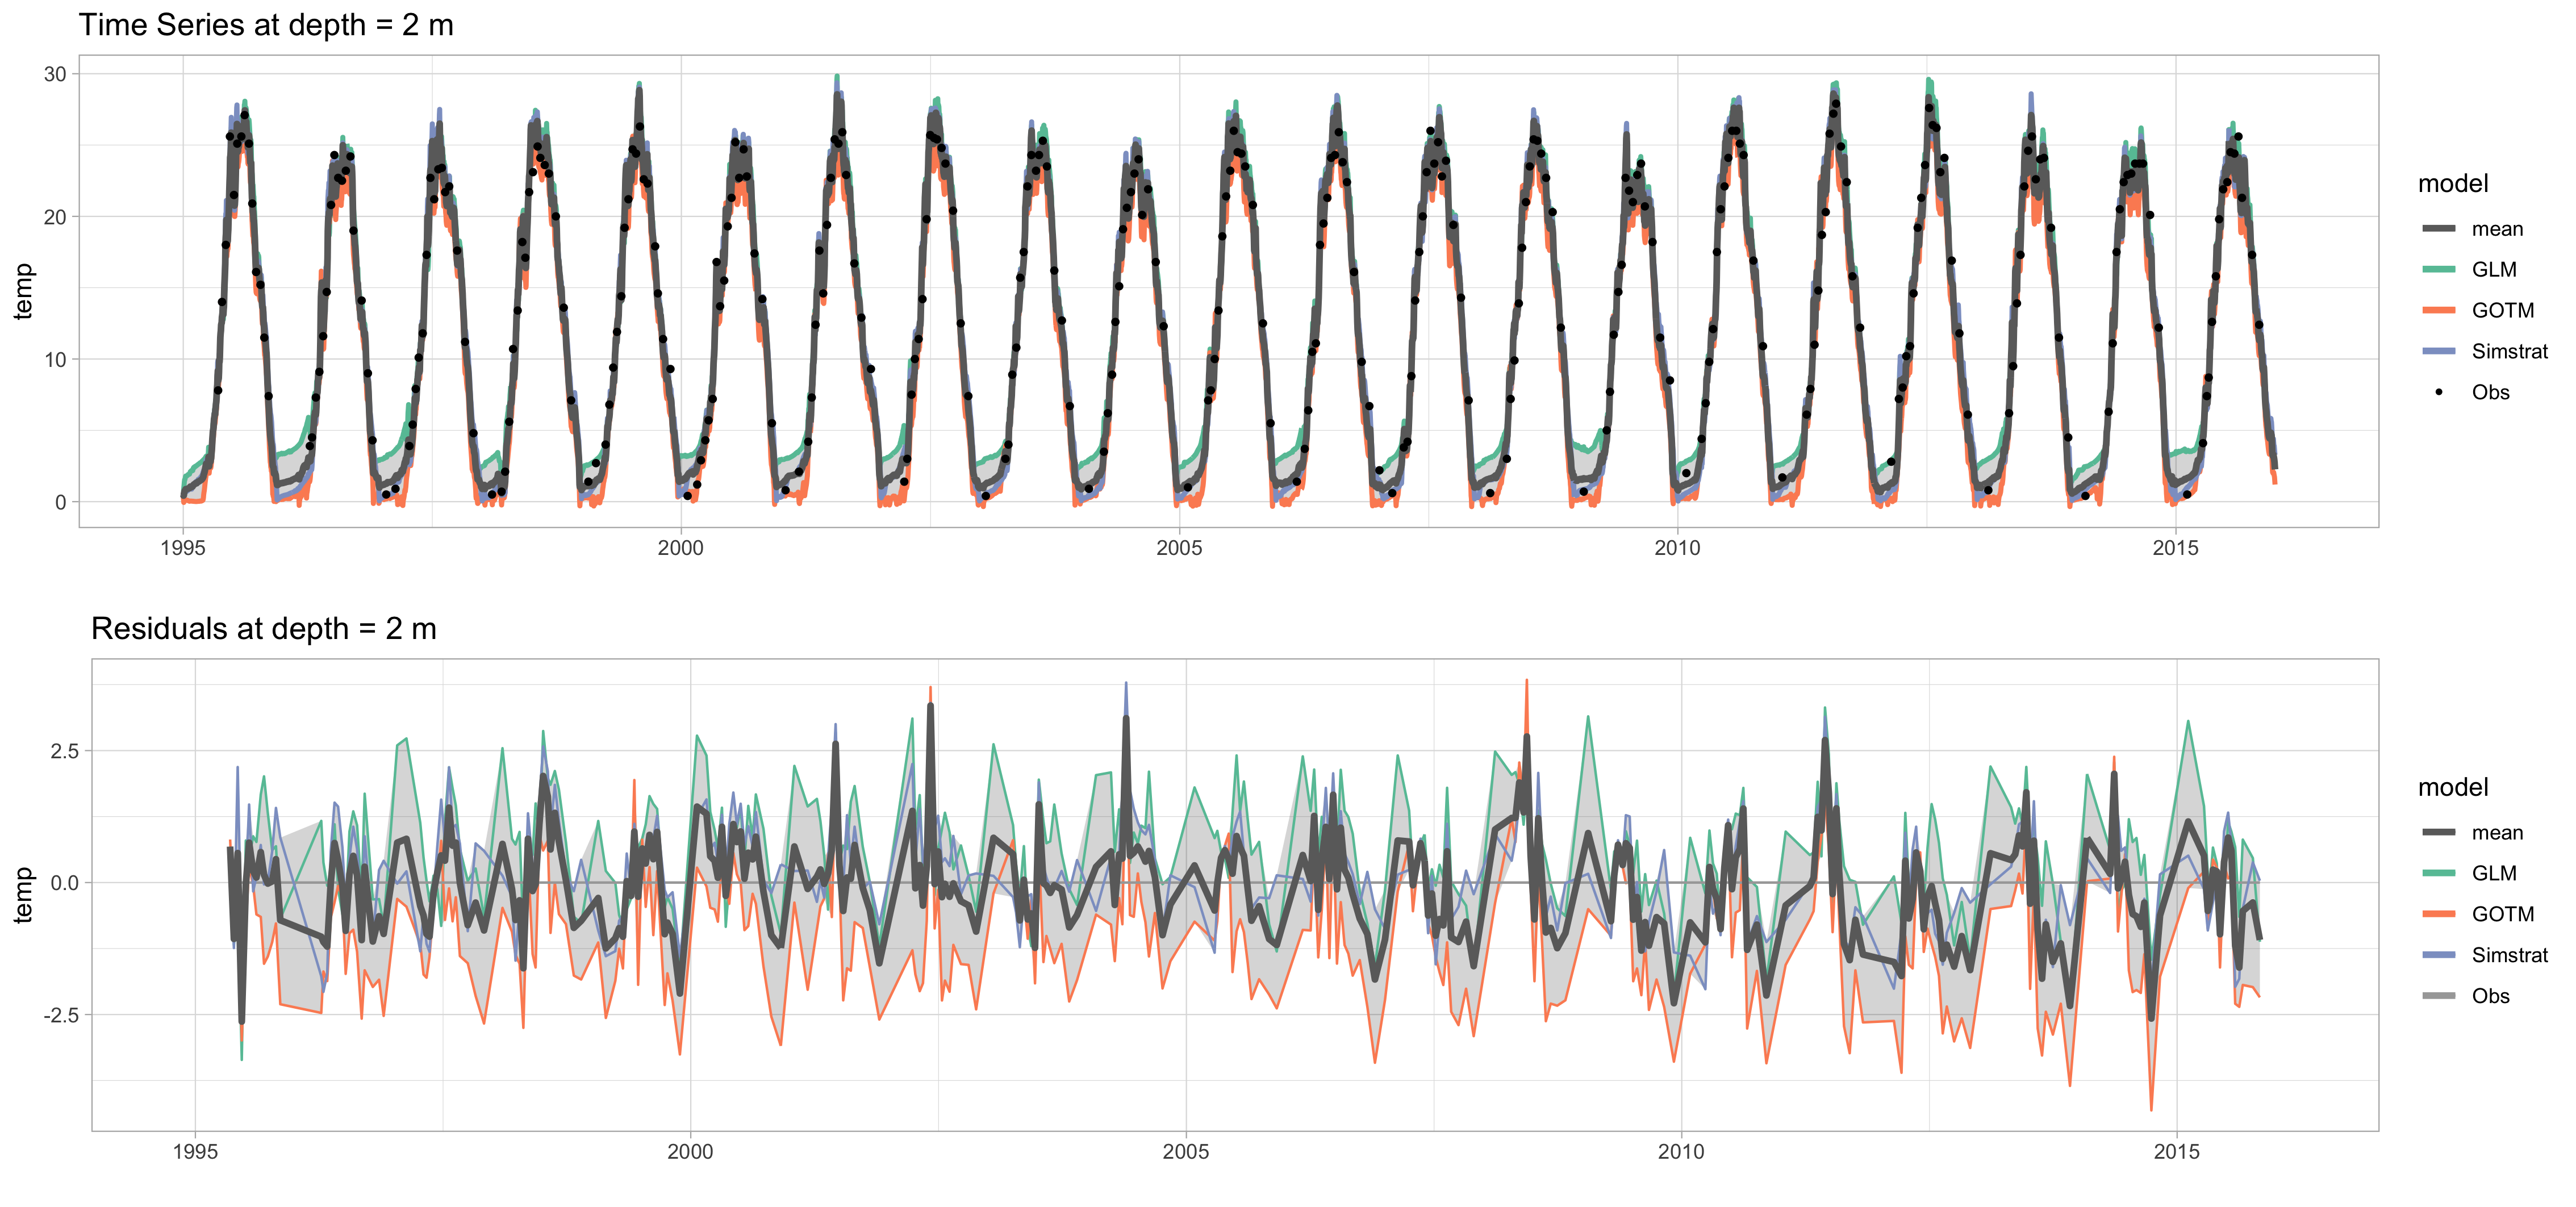 Time Series at depth = 2 m
30
20
10
0
temp
1995
2000
2005
2010
2015
model
mean
GLM
GOTM
Simstrat
Obs
Residuals at depth = 2 m
2.5
0.0
-2.5
temp
1995
2000
2005
2010
2015
model
mean
GLM
GOTM
Simstrat
Obs